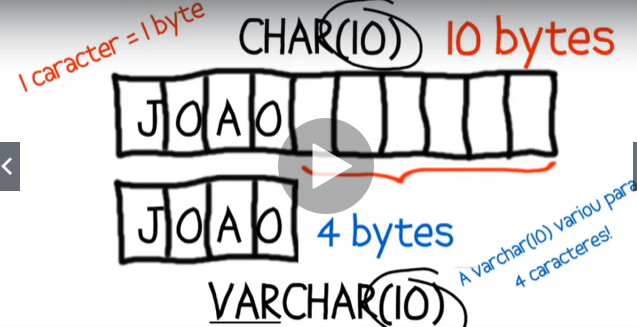 1 caracter = 1 byte
CHAR(10) 10 bytes
JOAO
JOAO 4 bytes
A varchar(10) variou para
4 caracteres!
VARCHAR(10)